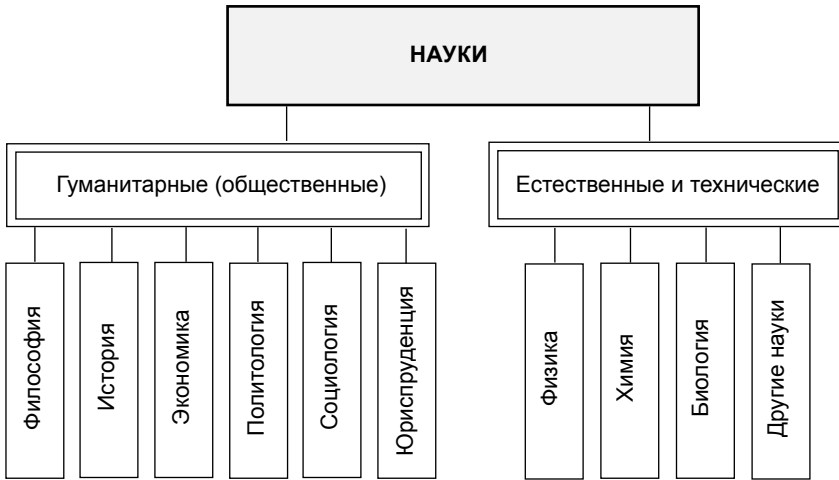 НАУКИ
Гуманитарные (общественные)
Естественные и технические
Философия
История
Экономика
Политология
Социология
Юриспруденция
Физика
Химия
Биология
Другие науки